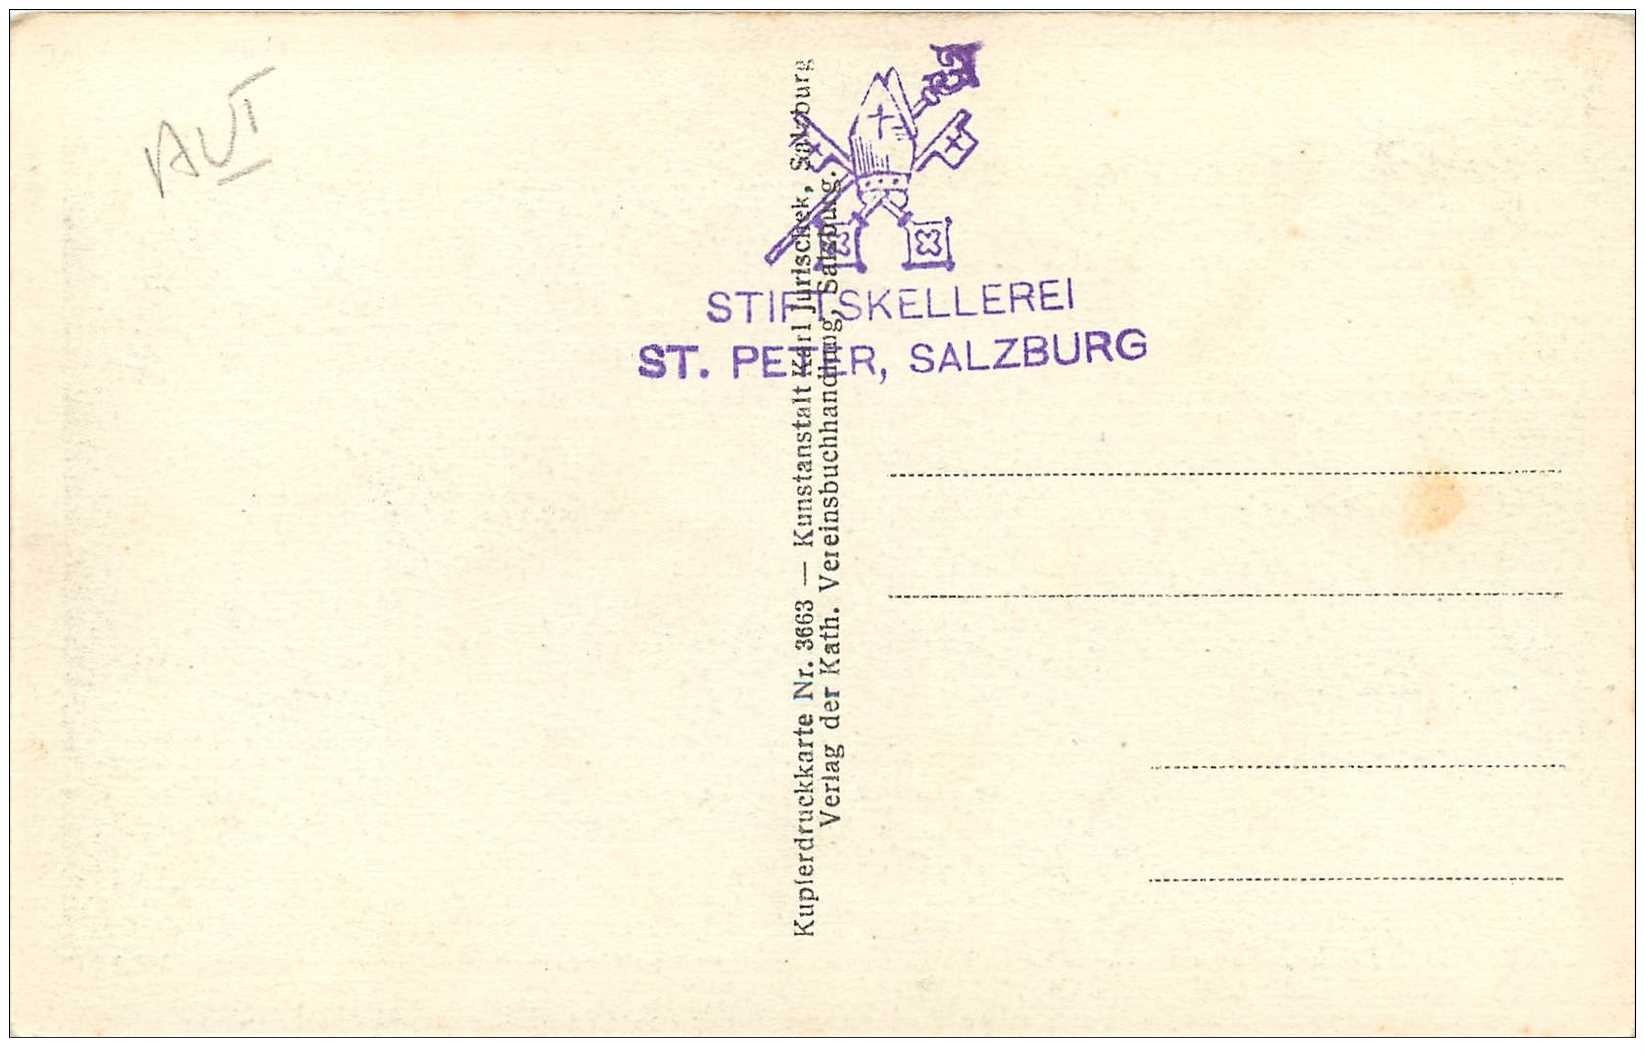 AUT
STIFTSKELLEREI
ST. PETER, SALZBURG
Kupferdruckkarte Nr. 3663 — Kunstanstalt Karl Jurischek, Salzburg
Verlag der Kath. Vereinsbuchhandlung, Salzburg.